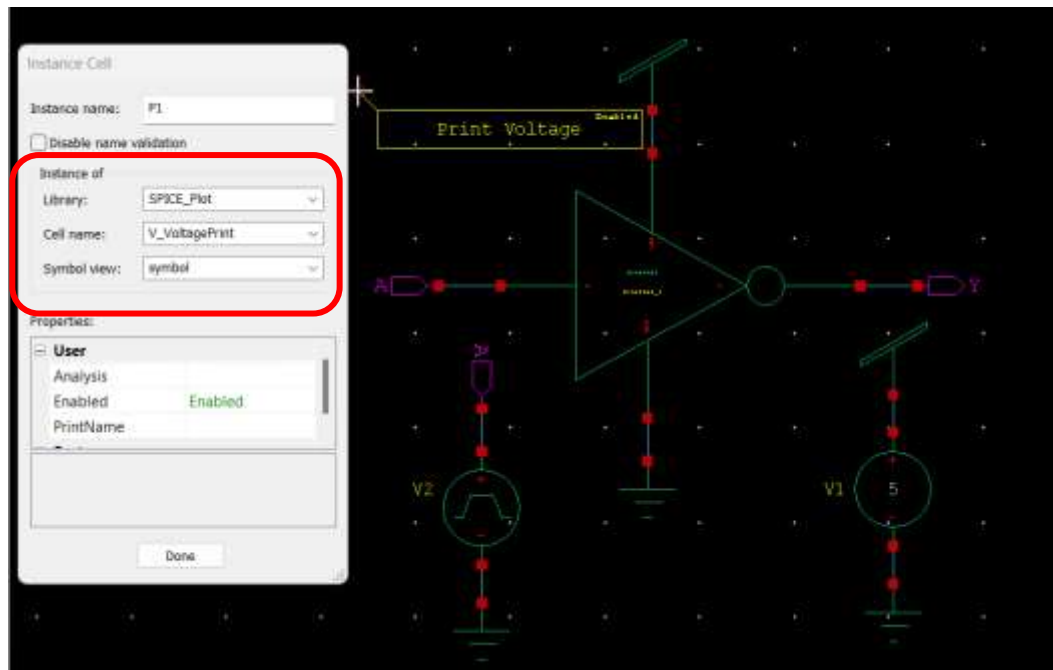 Instance Cell
Instance name: P1
Disable name validation
Instance of
Library: SPICE_Plot
Cell name: V_VoltagePrint
Symbol view: symbol
Properties:
User
Analysis
Enabled Enabled
PrintName
Done
Enabled
Print Voltage
A
Y
A
V2
V1 5